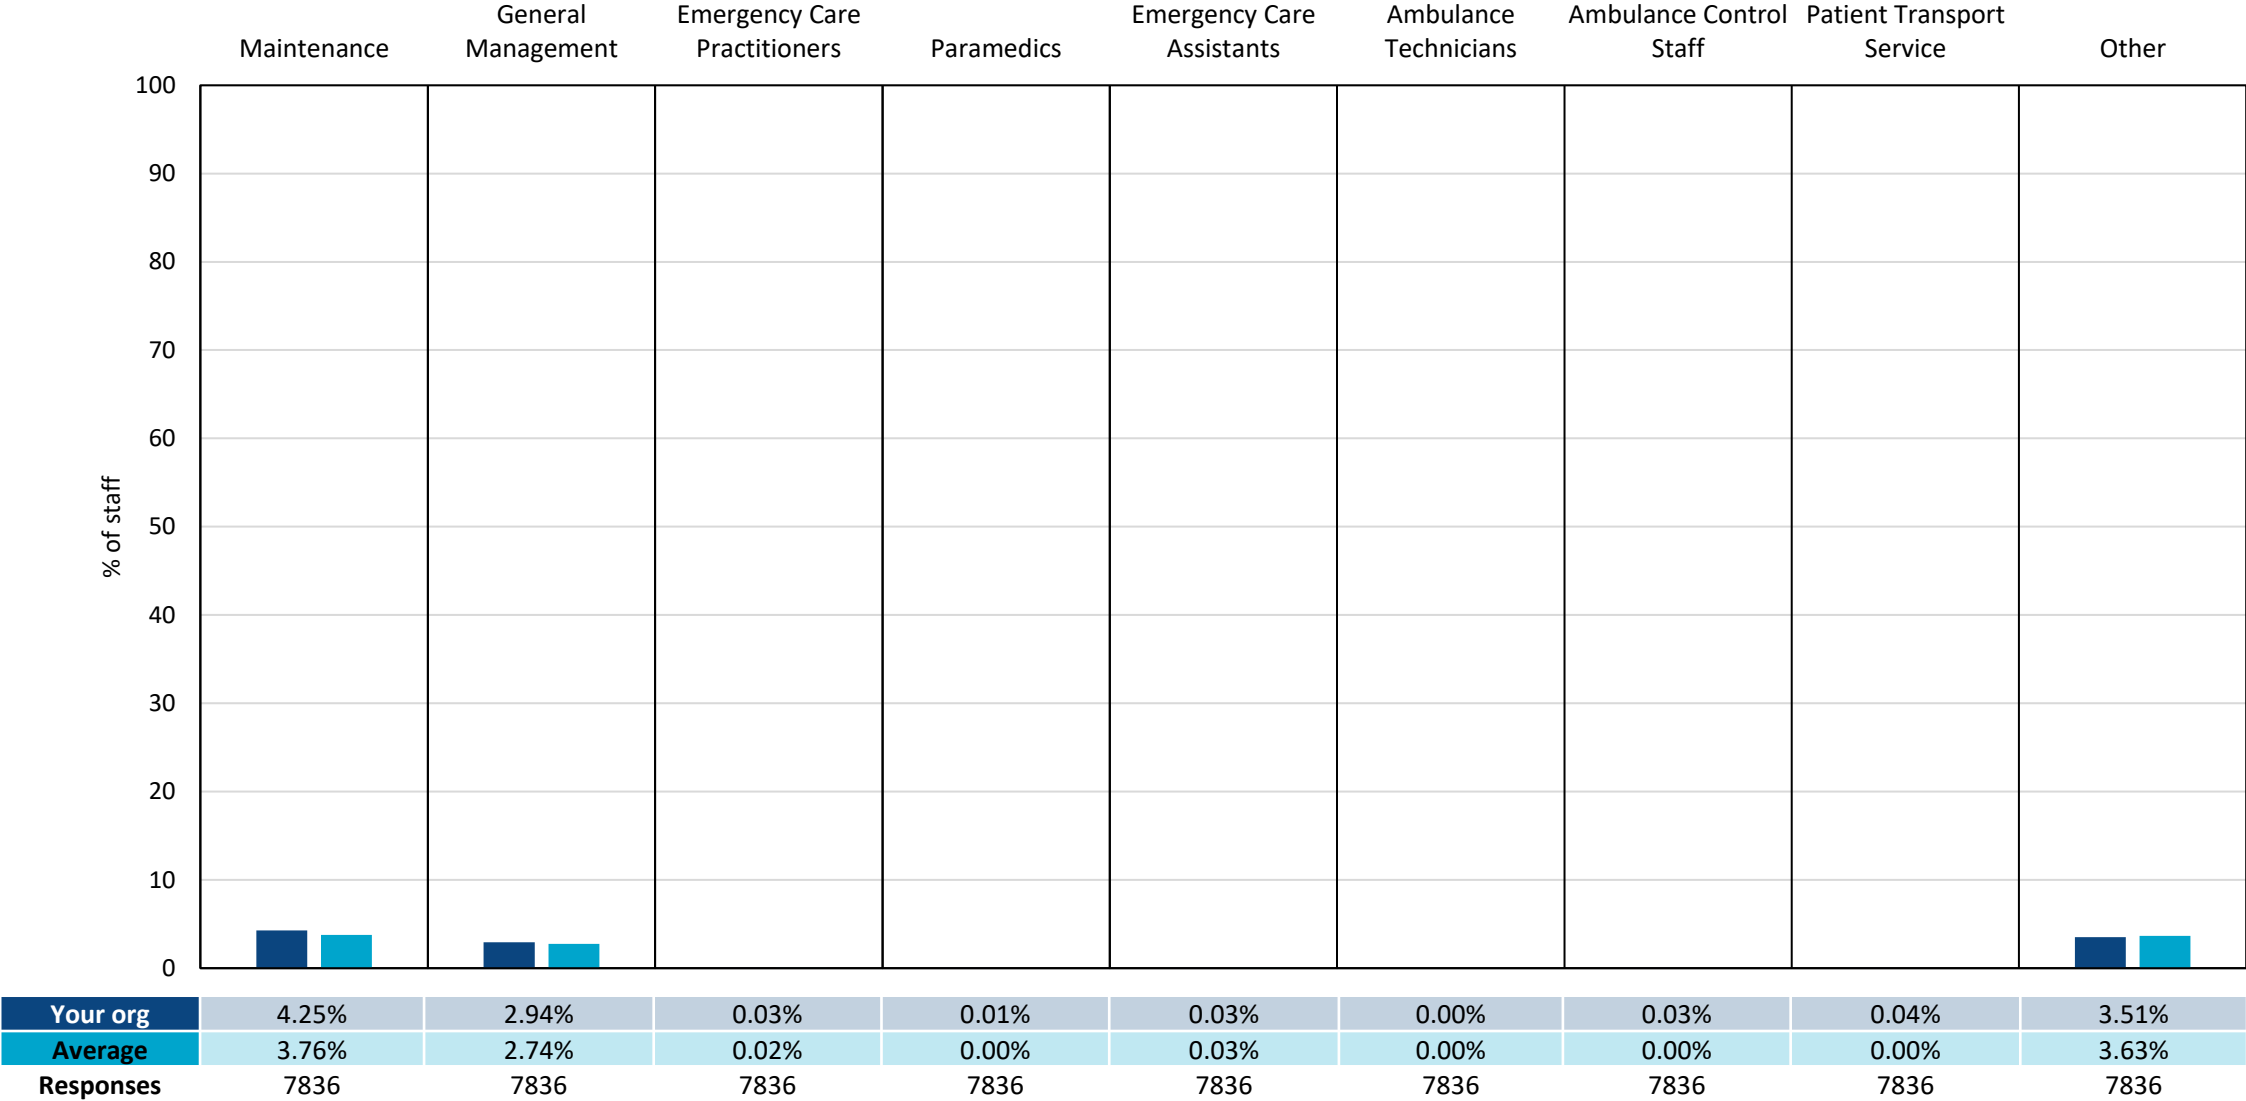 General Emergency Care Emergency Care Ambulance Ambulance Control Patient Transport
Maintenance Management Practitioners Paramedics Assistants Technicians Staff Service Other
100
90
80
70
60
50
40
30
20
10
0
% of staff
Your org 4.25% 2.94% 0.03% 0.01% 0.03% 0.00% 0.03% 0.04% 3.51%
Average 3.76% 2.74% 0.02% 0.00% 0.03% 0.00% 0.00% 0.00% 3.63%
Responses 7836 7836 7836 7836 7836 7836 7836 7836 7836